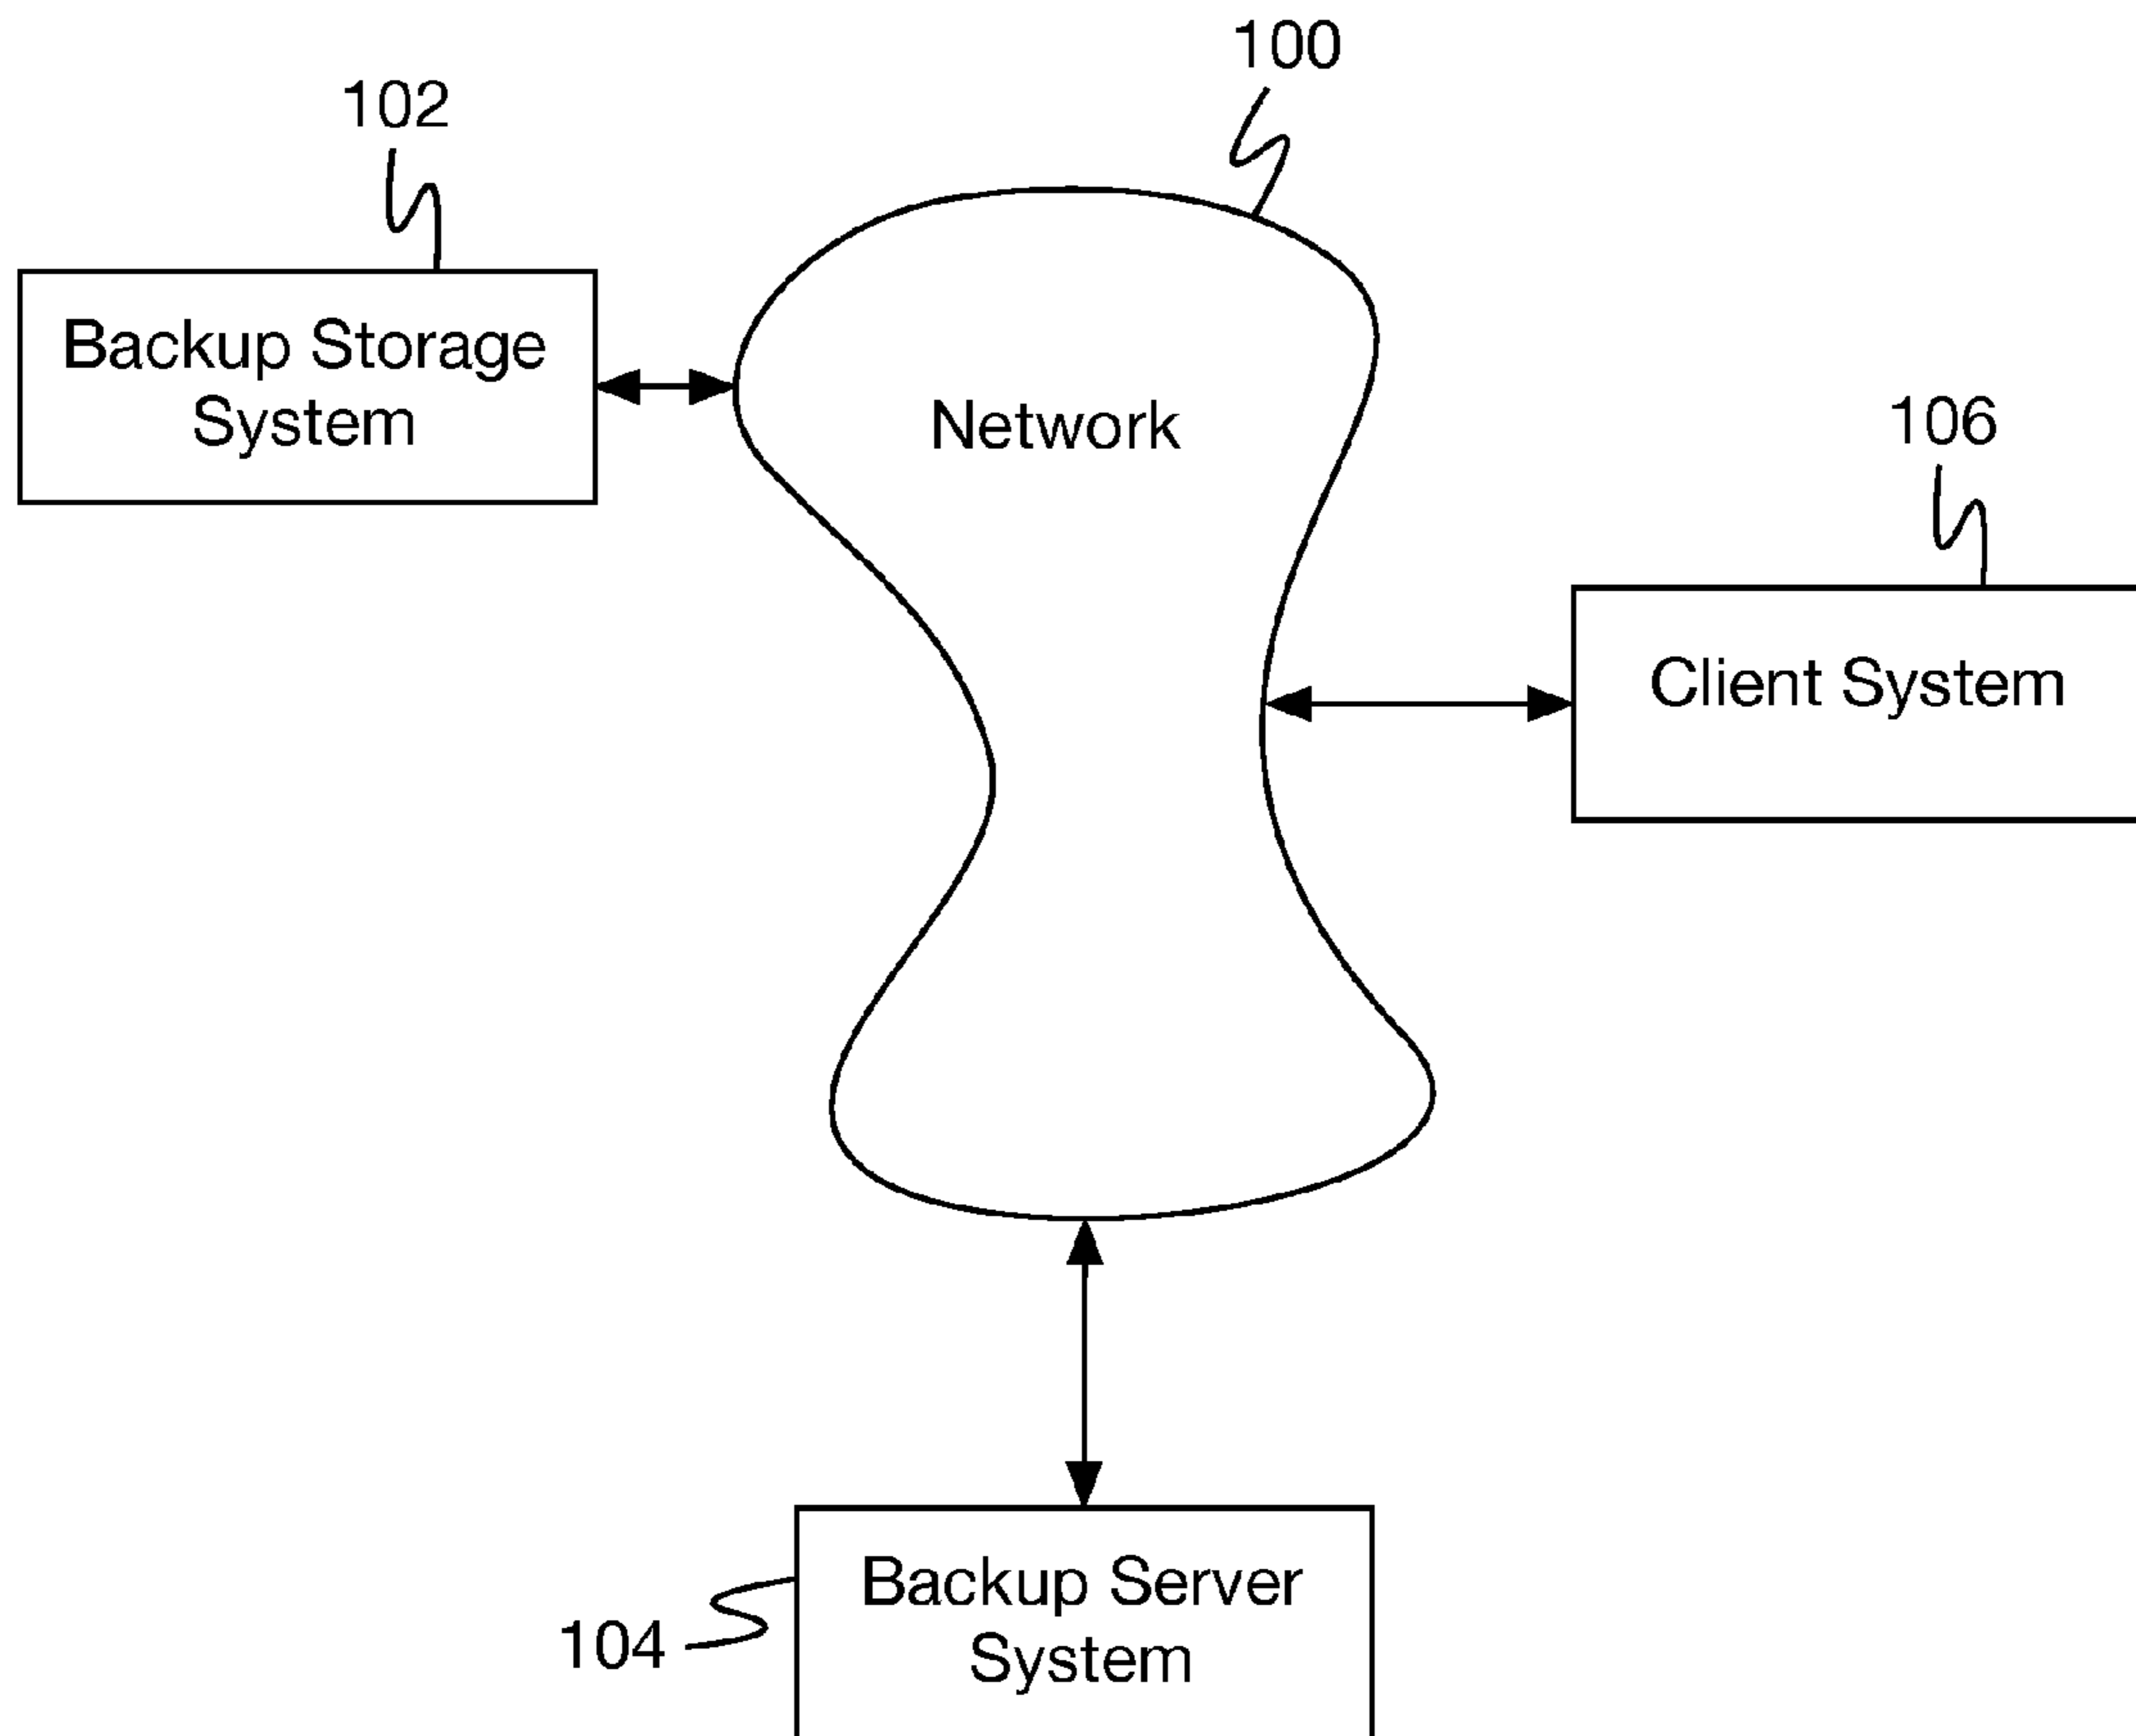 100
102
Backup Storage
System
Network
106
Client System
Backup Server
System
104